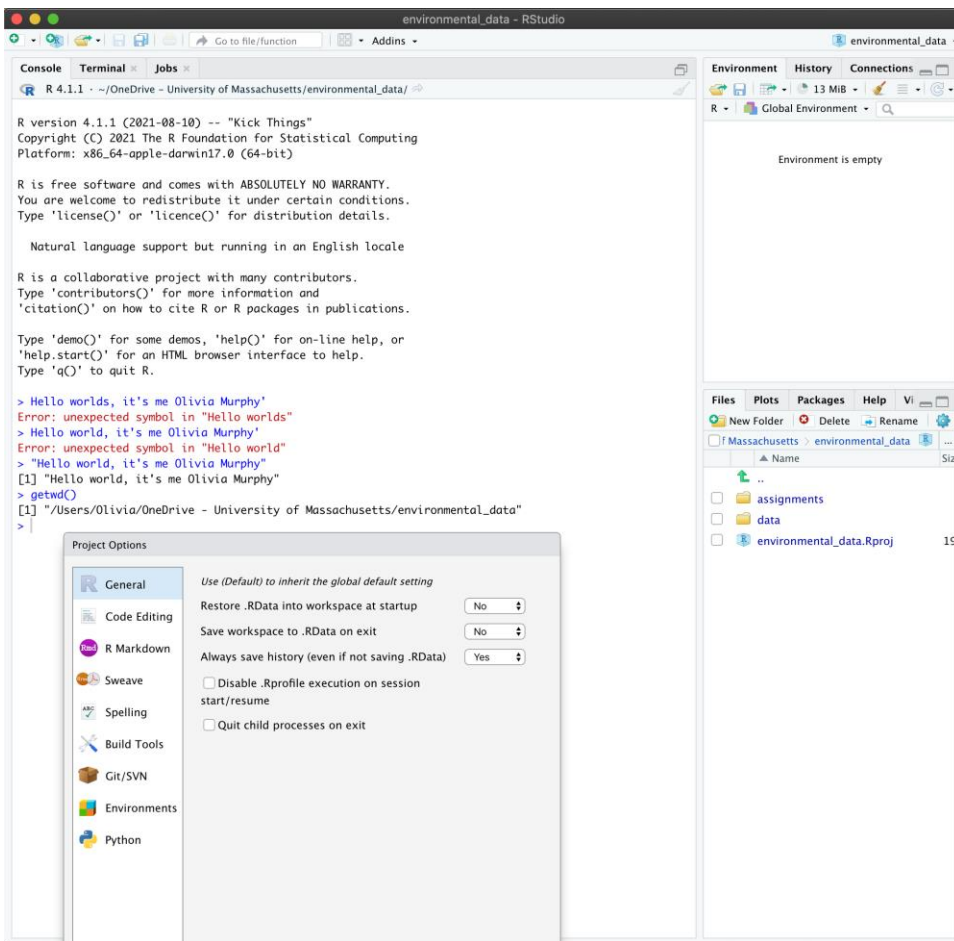 environmental_data - RStudio
Go to file/function
Addins
environmental_data
Console Terminal Jobs
R 4.1.1 · ~/OneDrive - University of Massachusetts/environmental_data/
R version 4.1.1 (2021-08-10) -- "Kick Things"
Copyright (C) 2021 The R Foundation for Statistical Computing
Platform: x86_64-apple-darwin17.0 (64-bit)
R is free software and comes with ABSOLUTELY NO WARRANTY.
You are welcome to redistribute it under certain conditions.
Type 'license()' or 'licence()' for distribution details.
Natural language support but running in an English locale
R is a collaborative project with many contributors.
Type 'contributors()' for more information and
'citation()' on how to cite R or R packages in publications.
Type 'demo()' for some demos, 'help()' for on-line help, or
'help.start()' for an HTML browser interface to help.
Type 'q()' to quit R.
> Hello worlds, it's me Olivia Murphy'
Error: unexpected symbol in "Hello worlds"
> Hello world, it's me Olivia Murphy'
Error: unexpected symbol in "Hello world"
> "Hello world, it's me Olivia Murphy"
[1] "Hello world, it's me Olivia Murphy"
> getwd()
[1] "/Users/Olivia/OneDrive - University of Massachusetts/environmental_data"
>
Project Options
General
Code Editing
R Markdown
Sweave
Spelling
Build Tools
Git/SVN
Environments
Python
Use (Default) to inherit the global default setting
Restore .RData into workspace at startup No
Save workspace to .RData on exit No
Always save history (even if not saving .RData) Yes
Disable .Rprofile execution on session
start/resume
Quit child processes on exit
Environment History Connections
13 MiB
R Global Environment
Environment is empty
Files Plots Packages Help Vi
New Folder Delete Rename
f Massachusetts environmental_data ...
Name Siz
..
assignments
data
environmental_data.Rproj 19